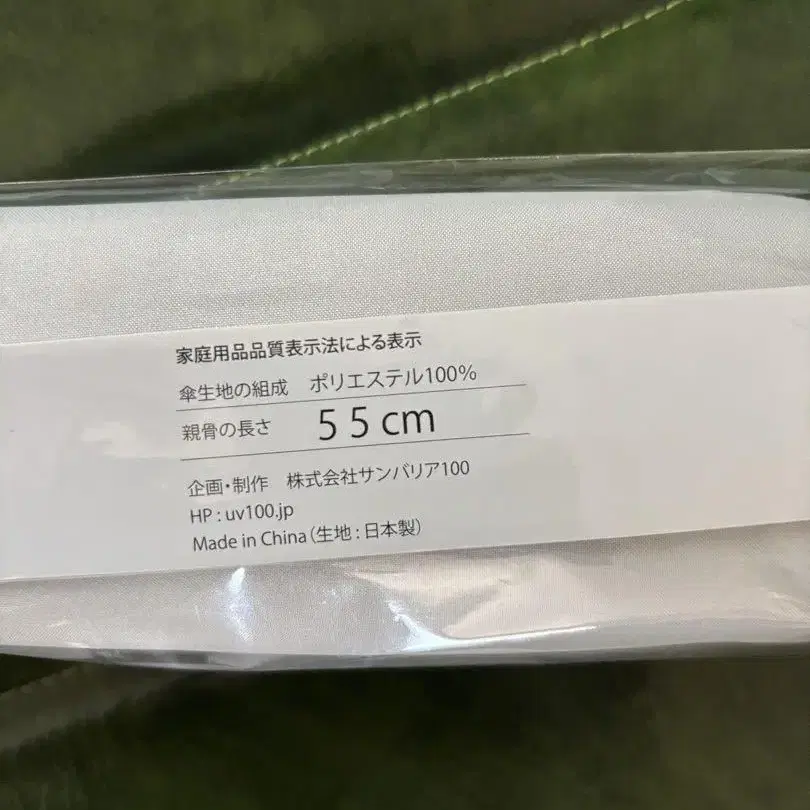 家庭用品品質表示法による表示
傘生地の組成　ポリエステル100%
親骨の長さ　5 5 cm
企画・制作　株式会社サンバリア100
HP : uv100.jp
Made in China（生地 : 日本製）